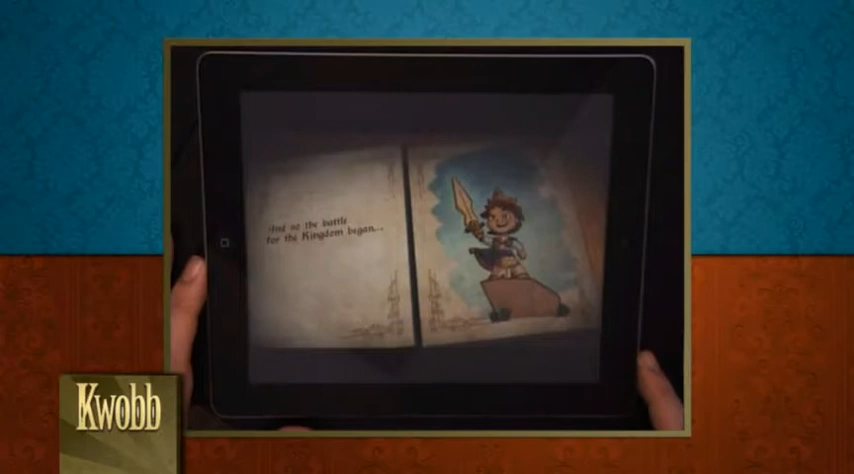 And so the battle
for the Kingdom began...
Kwobb